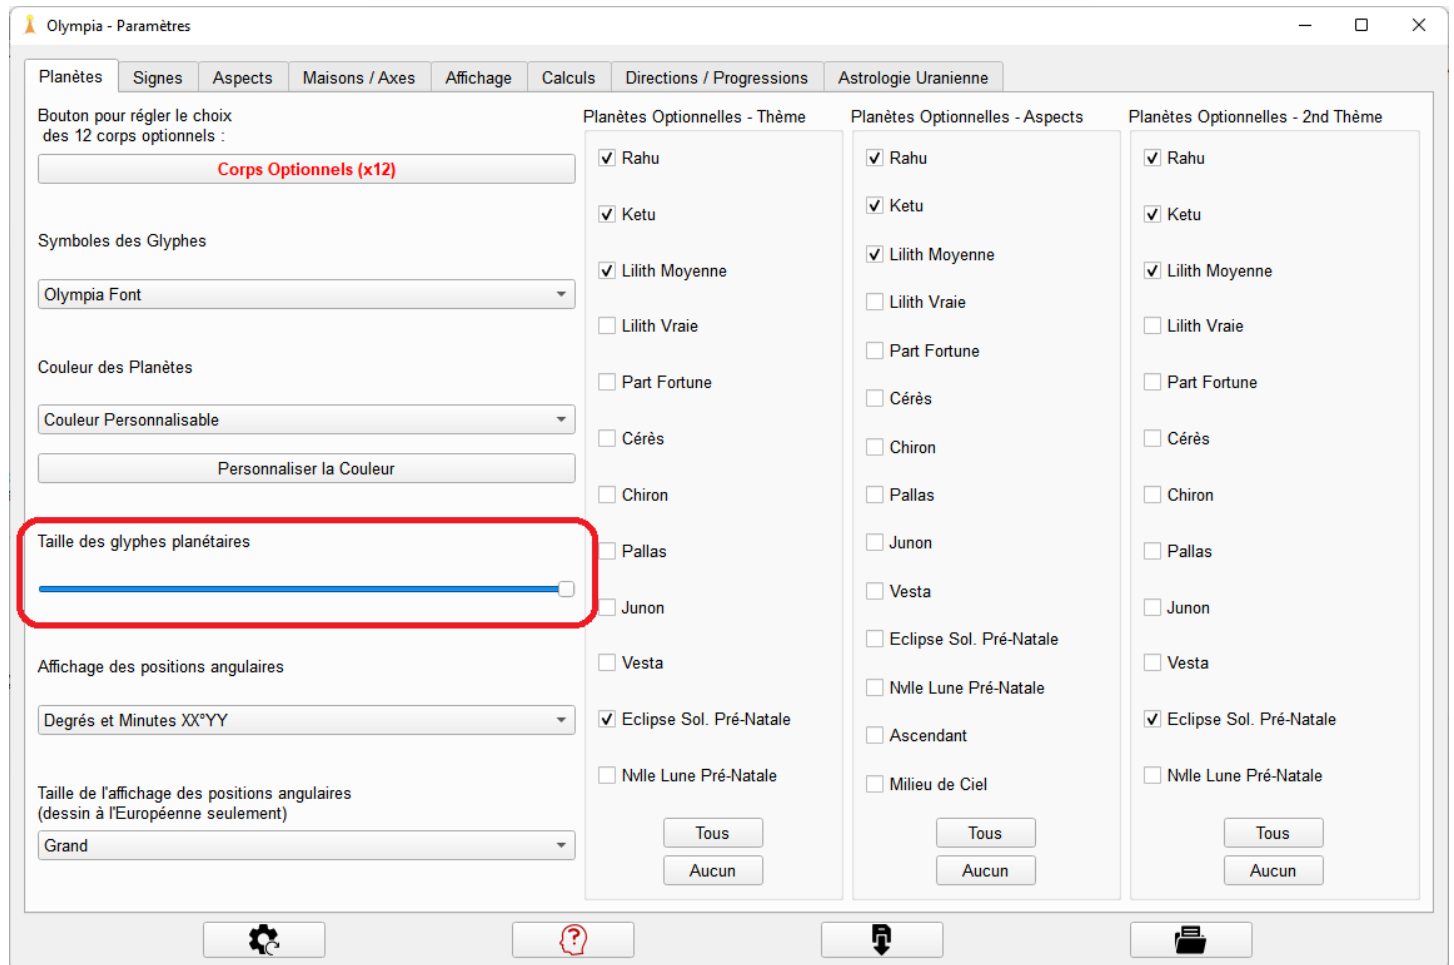 Olympia - Paramètres
Planètes Signes Aspects Maisons / Axes Affichage Calculs Directions / Progressions Astrologie Uranienne
Bouton pour régler le choix
des 12 corps optionnels :
Corps Optionnels (x12)
Symboles des Glyphes
Olympia Font
Couleur des Planètes
Couleur Personnalisable
Personnaliser la Couleur
Taille des glyphes planétaires
Affichage des positions angulaires
Degrés et Minutes XX°YY
Taille de l'affichage des positions angulaires
(dessin à l'Européenne seulement)
Grand
Planètes Optionnelles - Thème
Rahu
Ketu
Lilith Moyenne
Lilith Vraie
Part Fortune
Cérès
Chiron
Pallas
Junon
Vesta
Eclipse Sol. Pré-Natale
Nvlle Lune Pré-Natale
Tous
Aucun
Planètes Optionnelles - Aspects
Rahu
Ketu
Lilith Moyenne
Lilith Vraie
Part Fortune
Cérès
Chiron
Pallas
Junon
Vesta
Eclipse Sol. Pré-Natale
Nvlle Lune Pré-Natale
Ascendant
Milieu de Ciel
Tous
Aucun
Planètes Optionnelles - 2nd Thème
Rahu
Ketu
Lilith Moyenne
Lilith Vraie
Part Fortune
Cérès
Chiron
Pallas
Junon
Vesta
Eclipse Sol. Pré-Natale
Nvlle Lune Pré-Natale
Tous
Aucun